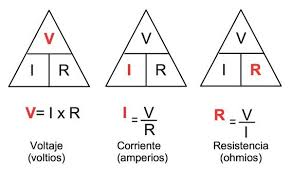 V V V
I R I R I R
V= I x R
I = V
R
R = V
I
Voltaje
(voltios)
Corriente
(amperios)
Resistencia
(ohmios)